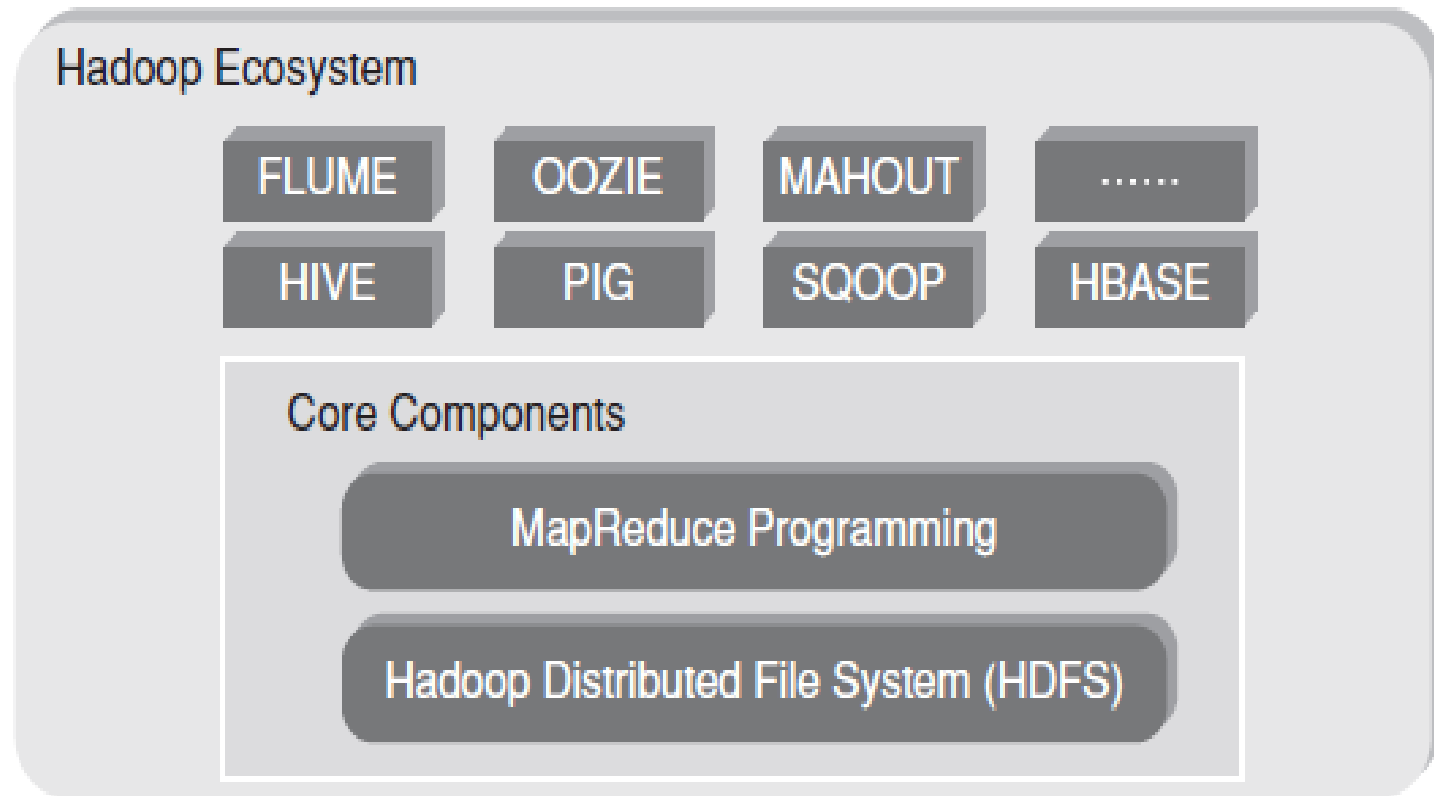 Hadoop Ecosystem
FLUME OOZIE MAHOUT ......
HIVE PIG SQOOP HBASE
Core Components
MapReduce Programming
Hadoop Distributed File System (HDFS)